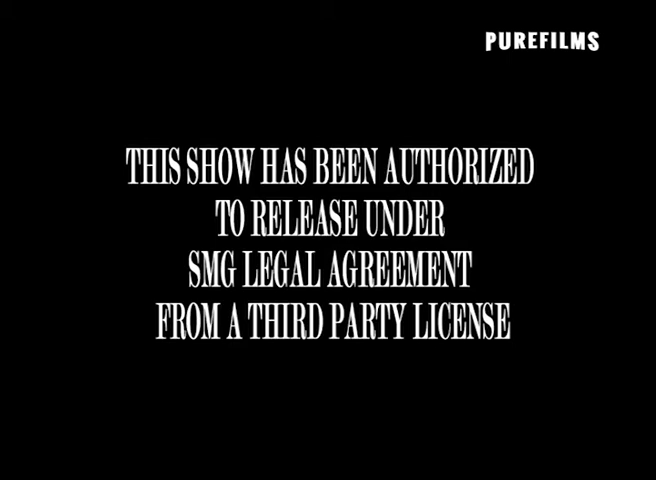 PUREFILMS
THIS SHOW HAS BEEN AUTHORIZED
TO RELEASE UNDER
SMG LEGAL AGREEMENT
FROM A THIRD PARTY LICENSE